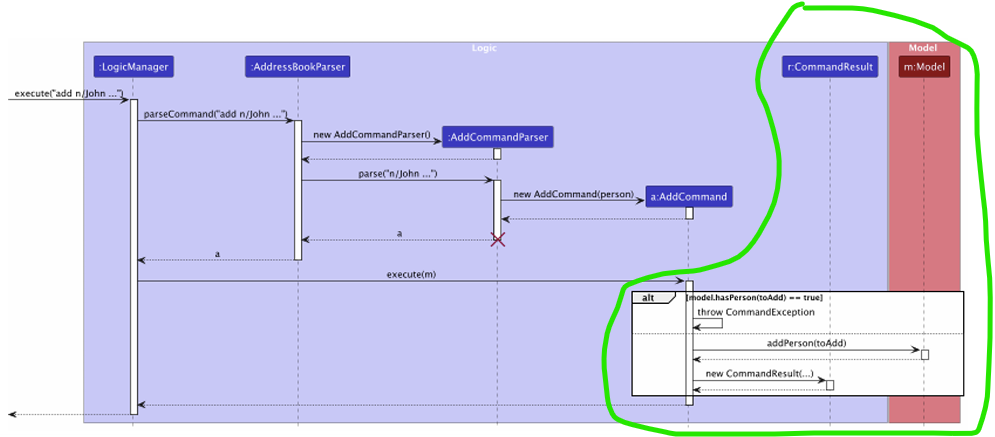 Logic
Model
:LogicManager
:AddressBookParser
r:CommandResult
m:Model
execute("add n/John ...")
parseCommand("add n/John ...")
new AddCommandParser()
:AddCommandParser
parse("n/John ...")
new AddCommand(person)
a:AddCommand
a
a
execute(m)
alt
[model.hasPerson(toAdd) == true]
throw CommandException
addPerson(toAdd)
new CommandResult(...)